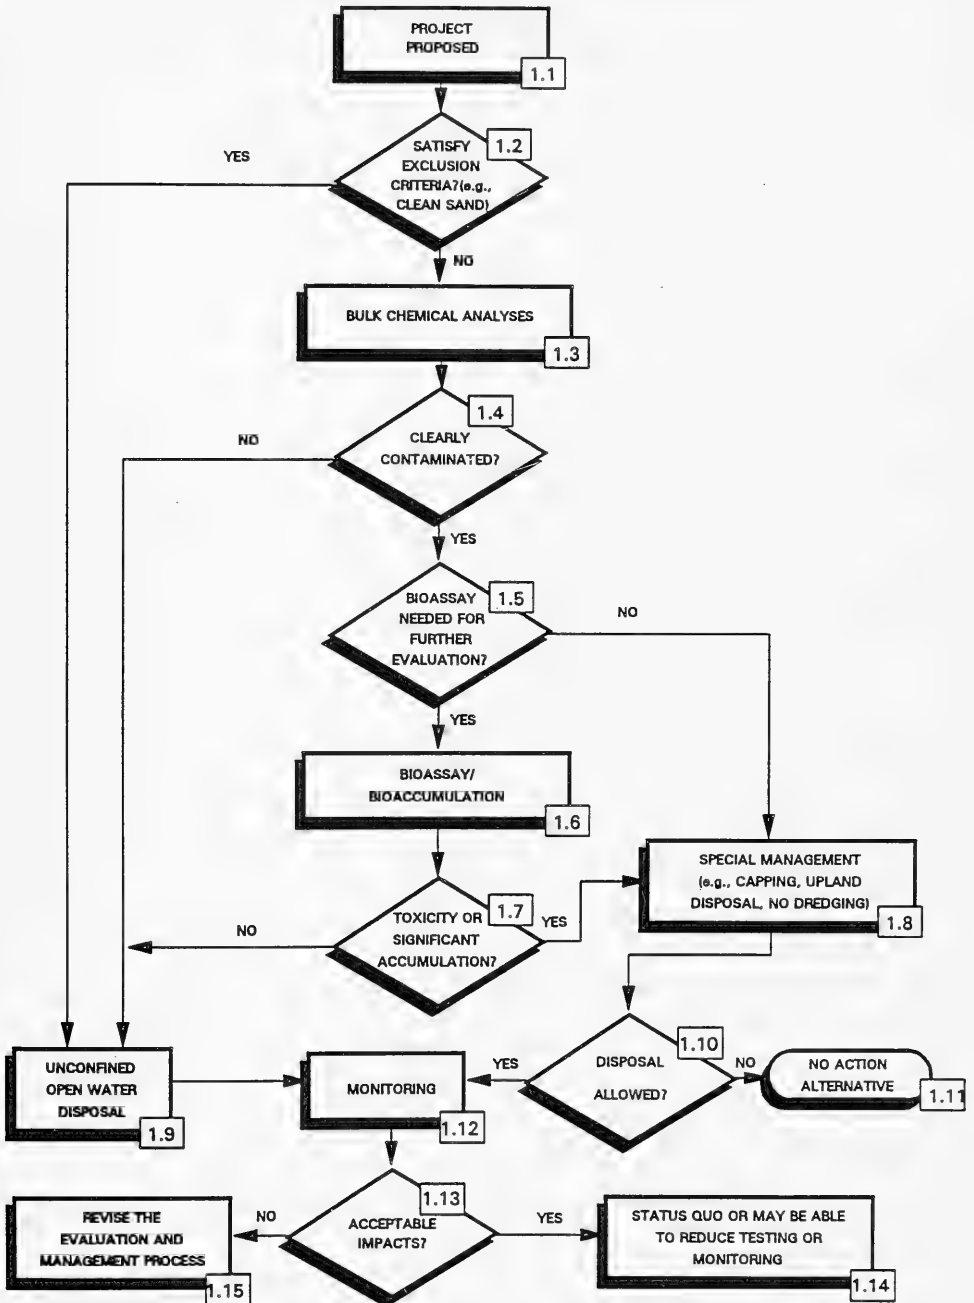 PROJECT
PROPOSED
1.1
1.2
SATISFY
EXCLUSION
CRITERIA?(e.g.,
CLEAN SAND)
YES
NO
BULK CHEMICAL ANALYSES
1.3
1.4
CLEARLY
CONTAMINATED?
NO
YES
1.5
BIOASSAY
NEEDED FOR
FURTHER
EVALUATION?
NO
YES
BIOASSAY/
BIOACCUMULATION
1.6
SPECIAL MANAGEMENT
(e.g., CAPPING, UPLAND
DISPOSAL, NO DREDGING)
1.8
1.7
TOXICITY OR
SIGNIFICANT
ACCUMULATION?
YES
NO
UNCONFINED
OPEN WATER
DISPOSAL
1.9
MONITORING
1.12
YES
1.10
DISPOSAL
ALLOWED?
NO
NO ACTION
ALTERNATIVE
1.11
REVISE THE
EVALUATION AND
MANAGEMENT PROCESS
1.15
NO
1.13
ACCEPTABLE
IMPACTS?
YES
STATUS QUO OR MAY BE ABLE
TO REDUCE TESTING OR
MONITORING
1.14